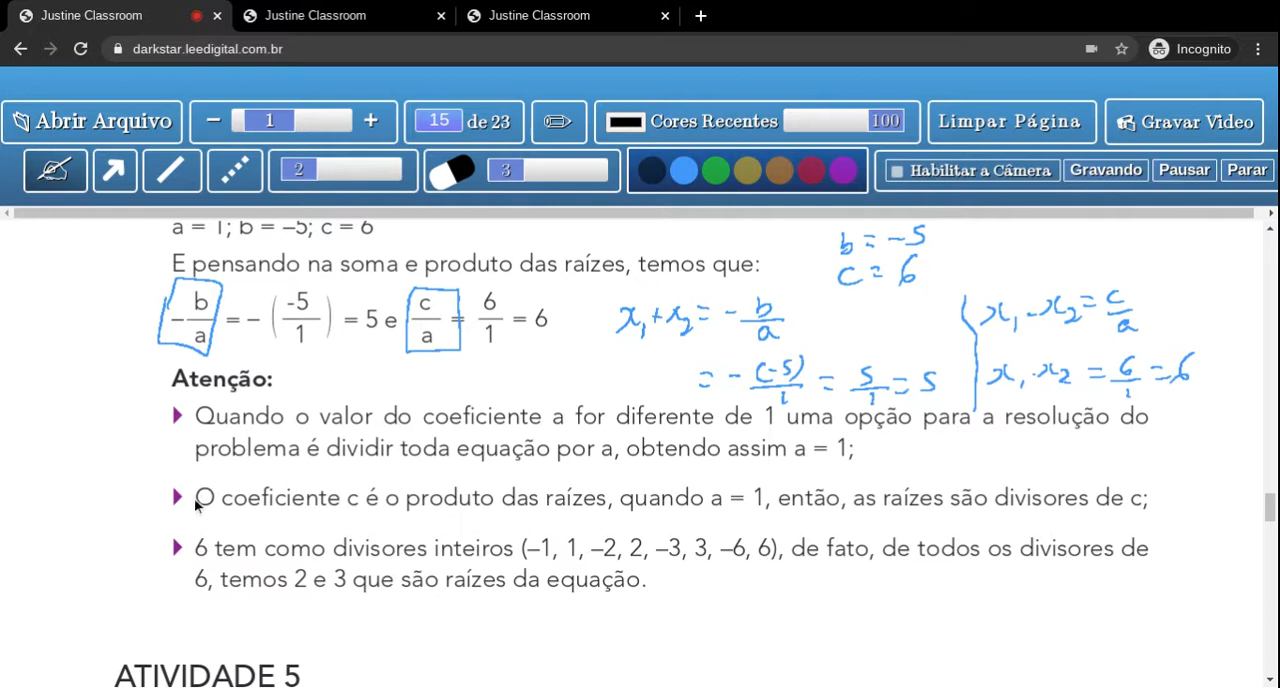 Justine Classroom
Justine Classroom
Justine Classroom
darkstar.leedigital.com.br
Incognito
Abrir Arquivo
− 1 +
15 de 23
Cores Recentes 100
Limpar Página
Gravar Video
2
3
Habilitar a Câmera
Gravando
Pausar
Parar
a = 1; b = –5; c = 6
b = -5
E pensando na soma e produto das raízes, temos que:
c = 6
-b/a = -(-5/1) = 5 e c/a = 6/1 = 6
x₁+x₂ = -b/a
x₁.x₂ = c/a
= -(-5)/1 = 5/1 = 5
x₁.x₂ = 6/1 = 6
Atenção:
Quando o valor do coeficiente a for diferente de 1 uma opção para a resolução do
problema é dividir toda equação por a, obtendo assim a = 1;
O coeficiente c é o produto das raízes, quando a = 1, então, as raízes são divisores de c;
6 tem como divisores inteiros (–1, 1, –2, 2, –3, 3, –6, 6), de fato, de todos os divisores de
6, temos 2 e 3 que são raízes da equação.
ATIVIDADE 5